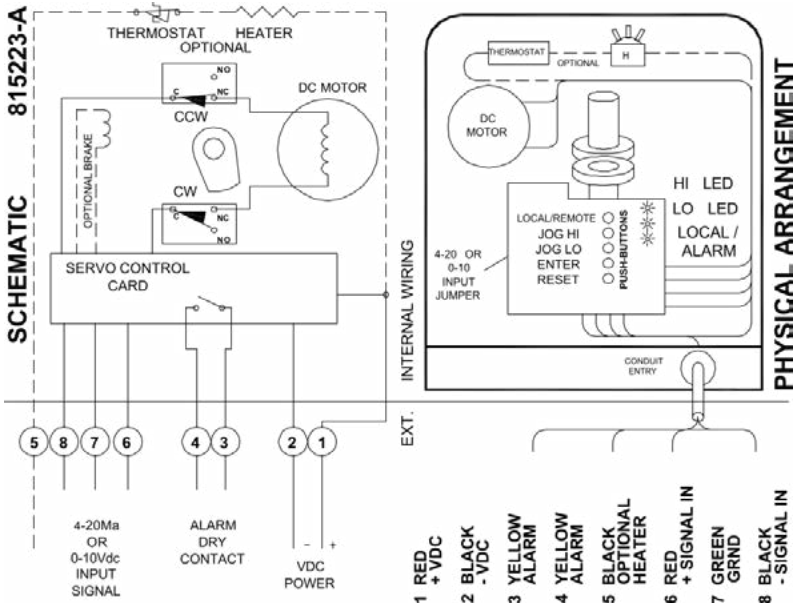 SCHEMATIC 815223-A
THERMOSTAT HEATER
OPTIONAL
NO
C NC
CCW
DC MOTOR
OPTIONAL BRAKE
CW
C NC
NO
SERVO CONTROL
CARD
5 8 7 6 4 3 2 1
4-20Ma
OR
0-10Vdc
INPUT
SIGNAL
ALARM
DRY
CONTACT
- +
VDC
POWER
INTERNAL WIRING
EXT.
PHYSICAL ARRANGEMENT
THERMOSTAT
OPTIONAL
H
DC
MOTOR
HI LED
LO LED
LOCAL /
ALARM
LOCAL/REMOTE
JOG HI
JOG LO
ENTER
RESET
PUSH-BUTTONS
4-20 OR
0-10
INPUT
JUMPER
CONDUIT
ENTRY
1 RED
+ VDC
2 BLACK
- VDC
3 YELLOW
ALARM
4 YELLOW
ALARM
5 BLACK
OPTIONAL
HEATER
6 RED
+ SIGNAL IN
7 GREEN
GRND
8 BLACK
- SIGNAL IN